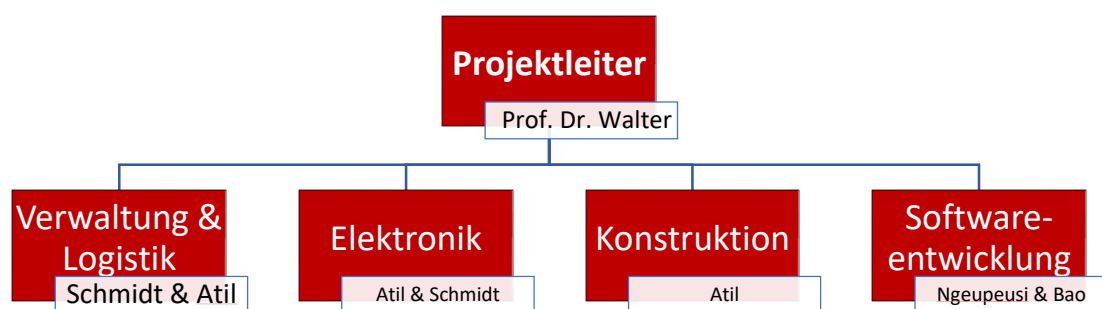 Projektleiter
Prof. Dr. Walter
Verwaltung &
Logistik
Schmidt & Atil
Elektronik
Atil & Schmidt
Konstruktion
Atil
Software-
entwicklung
Ngeupeusi & Bao